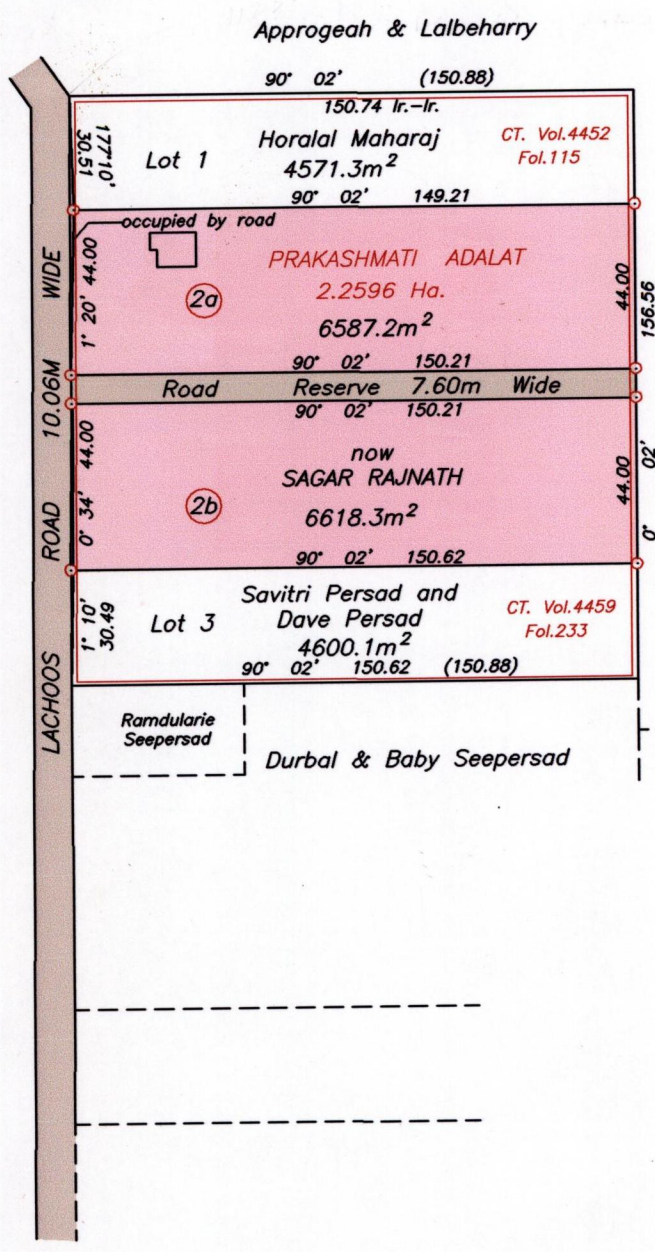 Approgeah & Lalbeharry
90° 02' (150.88)
150.74 Ir.-Ir.
177°10'
30.51
Lot 1
Horalal Maharaj
4571.3m²
CT. Vol.4452
Fol.115
90° 02' 149.21
occupied by road
1° 20' 44.00
2a
PRAKASHMATI ADALAT
2.2596 Ha.
6587.2m²
44.00
156.56
90° 02' 150.21
Road Reserve 7.60m Wide
90° 02' 150.21
0° 34' 44.00
2b
now
SAGAR RAJNATH
6618.3m²
44.00
0° 02'
90° 02' 150.62
1° 10'
30.49
Lot 3
Savitri Persad and
Dave Persad
4600.1m²
CT. Vol.4459
Fol.233
90° 02' 150.62 (150.88)
LACHOOS ROAD 10.06M WIDE
Ramdularie
Seepersad
Durbal & Baby Seepersad